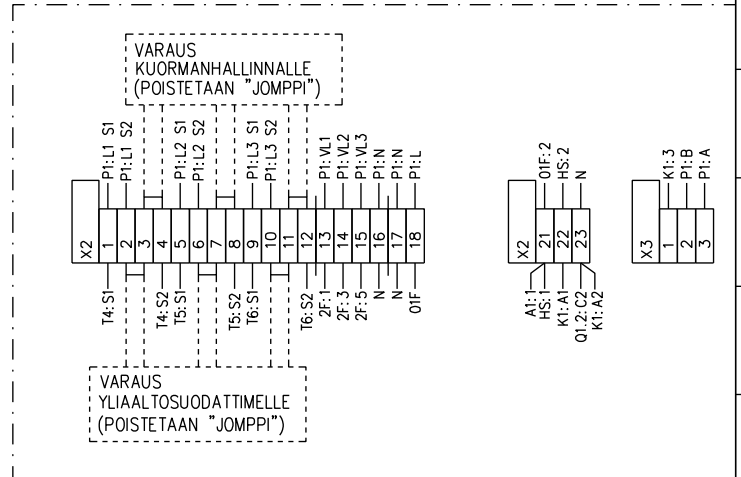 VARAUS
KUORMANHALLINNALLE
(POISTETAAN "JOMPPI")
P1:L1 S1
P1:L1 S2
P1:L2 S1
P1:L2 S2
P1:L3 S1
P1:L3 S2
P1:VL1
P1:VL2
P1:VL3
P1:N
P1:N
P1:L
X2
1
2
3
4
5
6
7
8
9
10
11
12
13
14
15
16
17
18
T4:S1
T4:S2
T5:S1
T5:S2
T6:S1
T6:S2
2F:1
2F:3
2F:5
N
N
01F
01F:2
HS:2
N
X2
21
22
23
A1:1
HS:1
K1:A1
Q1.2:C2
K1:A2
K1:3
P1:B
P1:A
X3
1
2
3
VARAUS
YLIAALTOSUODATTIMELLE
(POISTETAAN "JOMPPI")